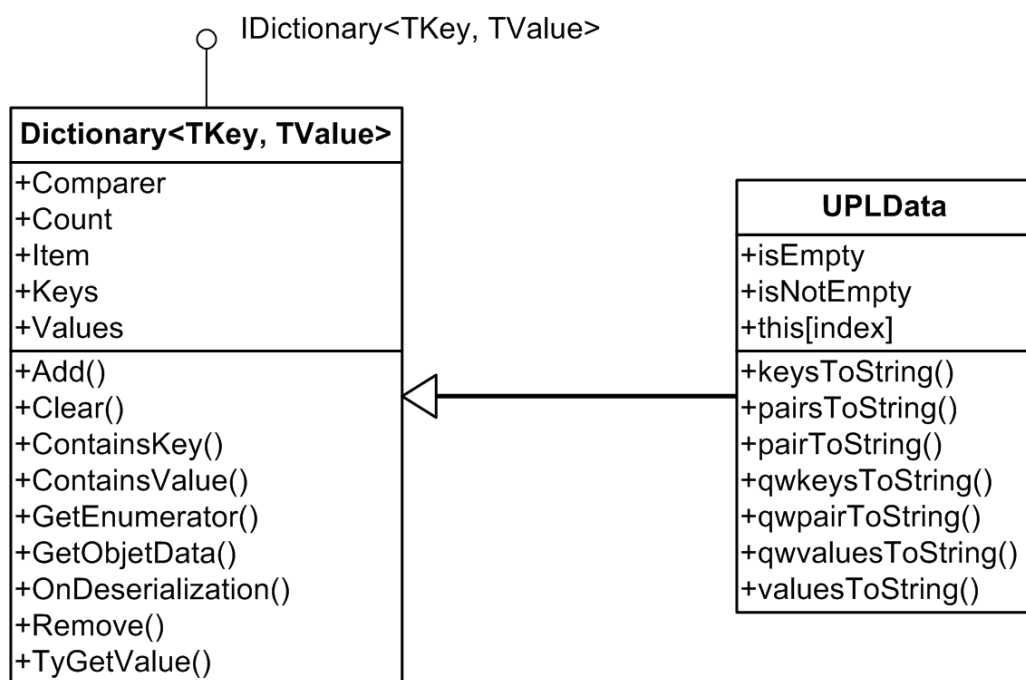 IDictionary<TKey, TValue>
Dictionary<TKey, TValue>
+Comparer
+Count
+Item
+Keys
+Values
+Add()
+Clear()
+ContainsKey()
+ContainsValue()
+GetEnumerator()
+GetObjetData()
+OnDeserialization()
+Remove()
+TyGetValue()
UPLData
+isEmpty
+isNotEmpty
+this[index]
+keysToString()
+pairsToString()
+pairToString()
+qwkeysToString()
+qwpairToString()
+qwvaluesToString()
+valuesToString()